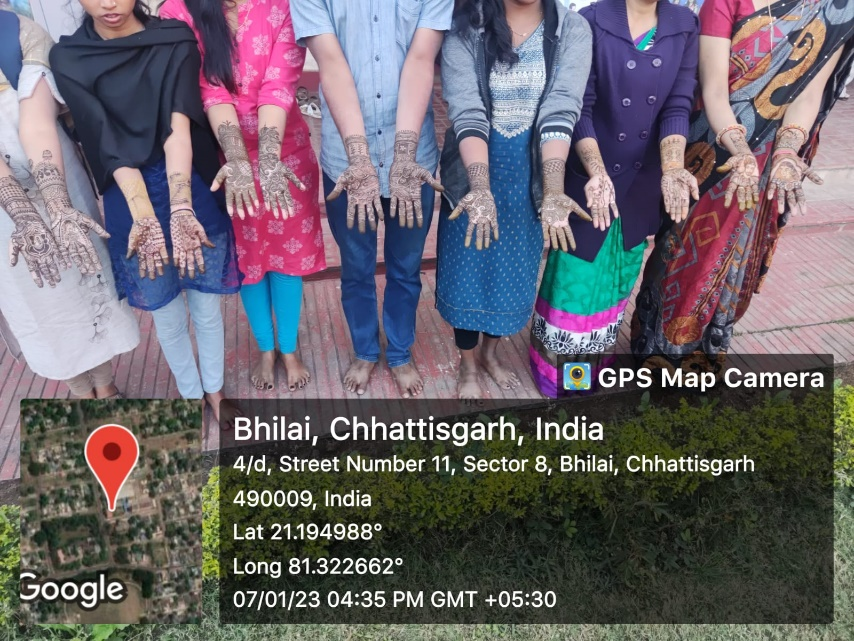 GPS Map Camera
Bhilai, Chhattisgarh, India
4/d, Street Number 11, Sector 8, Bhilai, Chhattisgarh
490009, India
Lat 21.194988°
Long 81.322662°
07/01/23 04:35 PM GMT +05:30
Google